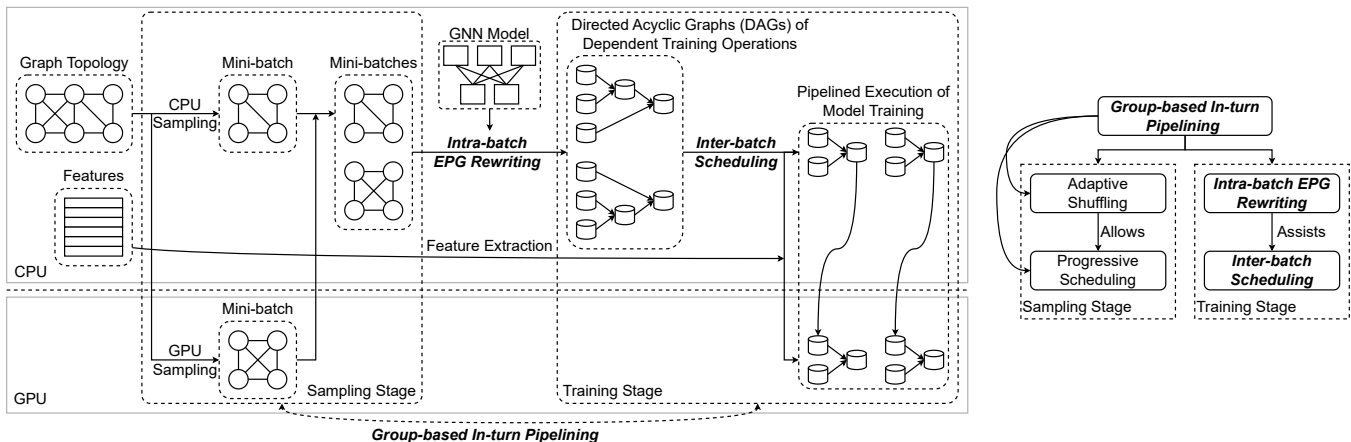 Graph Topology
CPU
Sampling
Mini-batch
Mini-batches
GNN Model
Intra-batch
EPG Rewriting
Directed Acyclic Graphs (DAGs) of
Dependent Training Operations
Inter-batch
Scheduling
Pipelined Execution of
Model Training
Features
Feature Extraction
CPU
Mini-batch
GPU
Sampling
Sampling Stage
Training Stage
GPU
Group-based In-turn Pipelining
Group-based In-turn
Pipelining
Adaptive
Shuffling
Intra-batch EPG
Rewriting
Allows
Assists
Progressive
Scheduling
Inter-batch
Scheduling
Sampling Stage
Training Stage